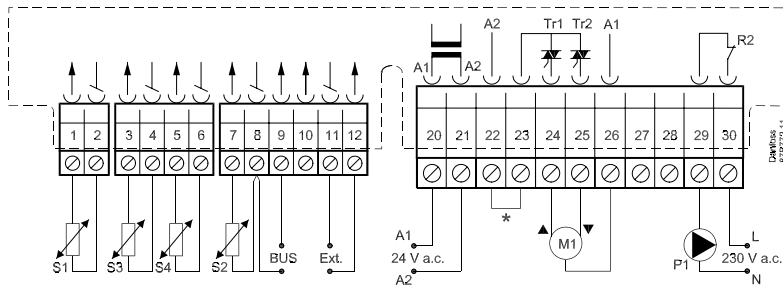 A2 Tr1 Tr2 A1
R2
A1 A2
1 2 3 4 5 6 7 8 9 10 11 12
20 21 22 23 24 25 26 27 28 29 30
Danfoss
*
S1 S3 S4 S2 BUS Ext.
A1
24 V a.c.
A2
M1
P1
L
230 V a.c.
N